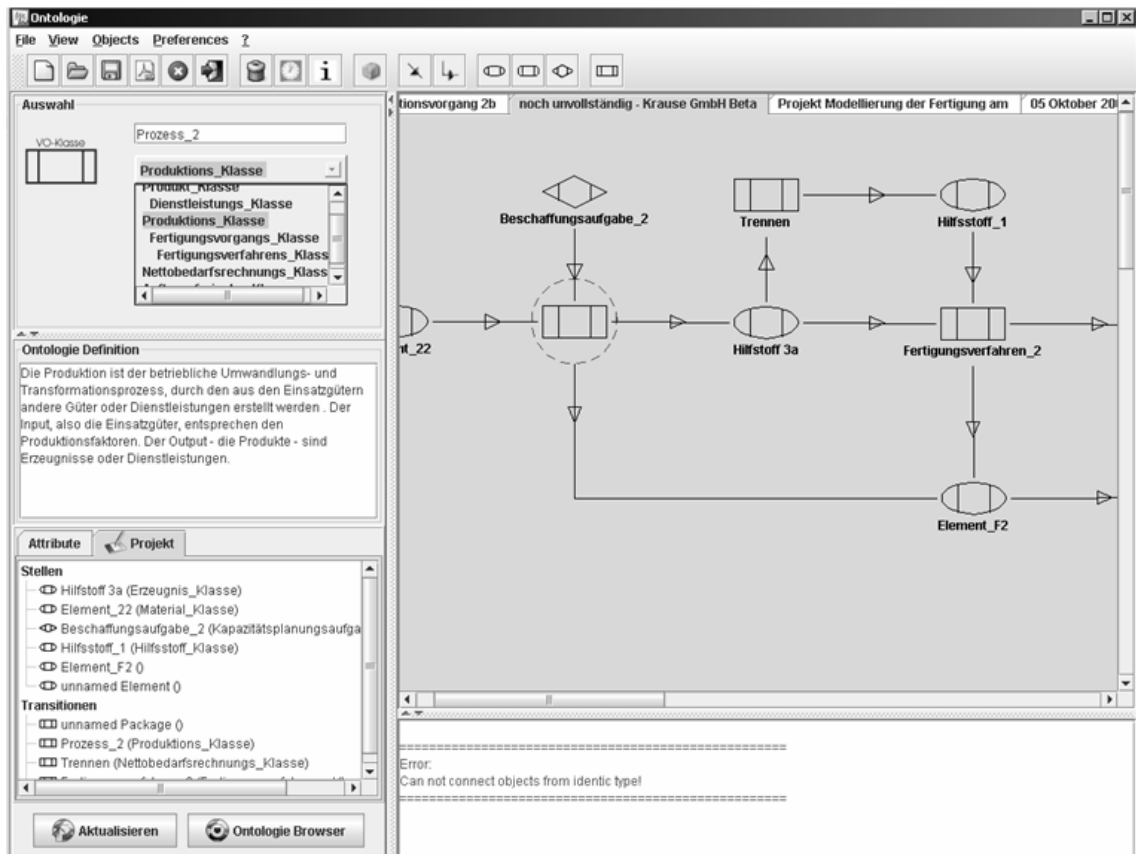 Ontologie
File View Objects Preferences ?
Auswahl
VO-Klasse
Prozess_2
Produktions_Klasse
Produkt_Klasse
Dienstleistungs_Klasse
Produktions_Klasse
Fertigungsvorgangs_Klasse
Fertigungsverfahrens_Klass
Nettobedarfsrechnungs_Klass
Ontologie Definition
Die Produktion ist der betriebliche Umwandlungs- und
Transformationsprozess, durch den aus den Einsatzgütern
andere Güter oder Dienstleistungen erstellt werden . Der
Input, also die Einsatzgüter, entsprechen den
Produktionsfaktoren. Der Output - die Produkte - sind
Erzeugnisse oder Dienstleistungen.
Attribute Projekt
Stellen
Hilfstoff 3a (Erzeugnis_Klasse)
Element_22 (Material_Klasse)
Beschaffungsaufgabe_2 (Kapazitätsplanungsaufga
Hilfsstoff_1 (Hilfsstoff_Klasse)
Element_F2 ()
unnamed Element ()
Transitionen
unnamed Package ()
Prozess_2 (Produktions_Klasse)
Trennen (Nettobedarfsrechnungs_Klasse)
Aktualisieren Ontologie Browser
tionsvorgang 2b noch unvollständig - Krause GmbH Beta Projekt Modellierung der Fertigung am 05 Oktober 20
Beschaffungsaufgabe_2
Trennen
Hilfsstoff_1
nt_22
Hilfstoff 3a
Fertigungsverfahren_2
Element_F2
==================================================
Error:
Can not connect objects from identic type!
==================================================